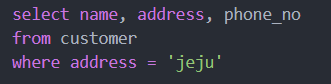 select name, address, phone_no
from customer
where address = 'jeju'